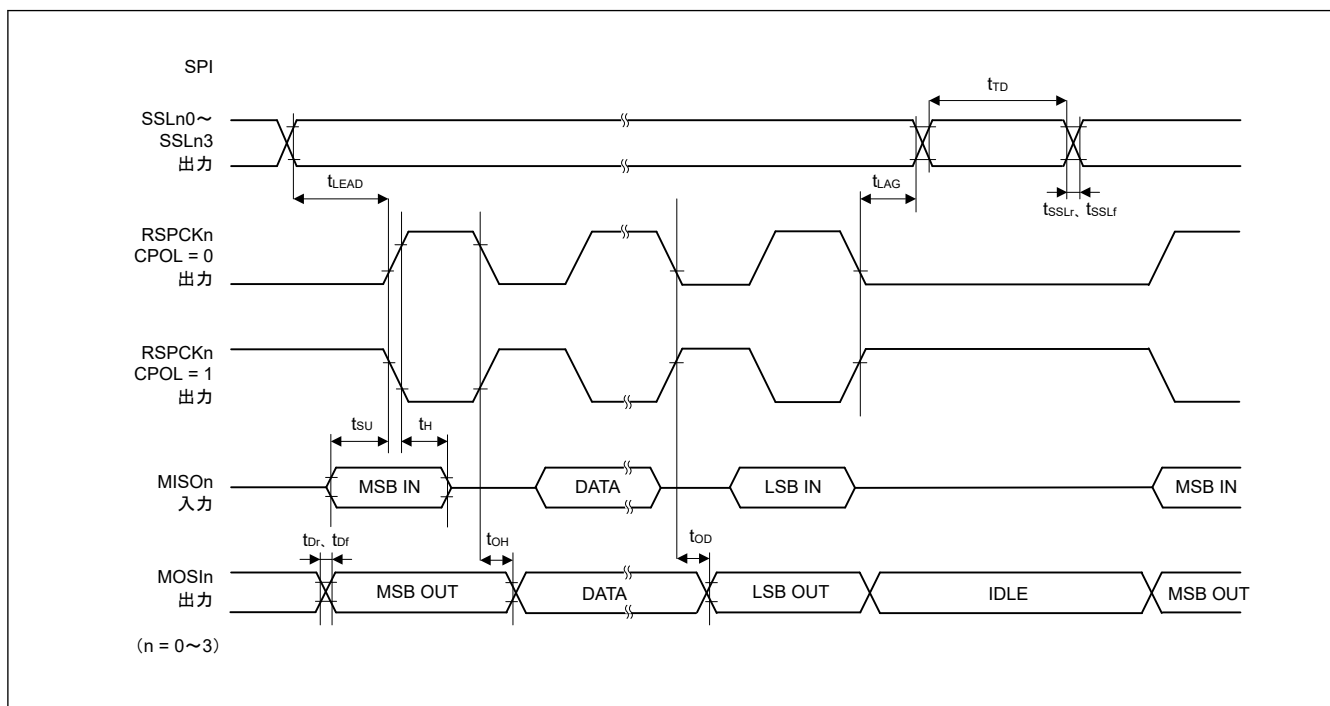 SPI
tTD
SSLn0～
SSLn3
出力
tLEAD
tLAG
tSSLr、tSSLf
RSPCKn
CPOL = 0
出力
RSPCKn
CPOL = 1
出力
tSU
tH
MISOn
入力
MSB IN
DATA
LSB IN
MSB IN
tDr、tDf
tOH
tOD
MOSIn
出力
MSB OUT
DATA
LSB OUT
IDLE
MSB OUT
（n = 0～3）